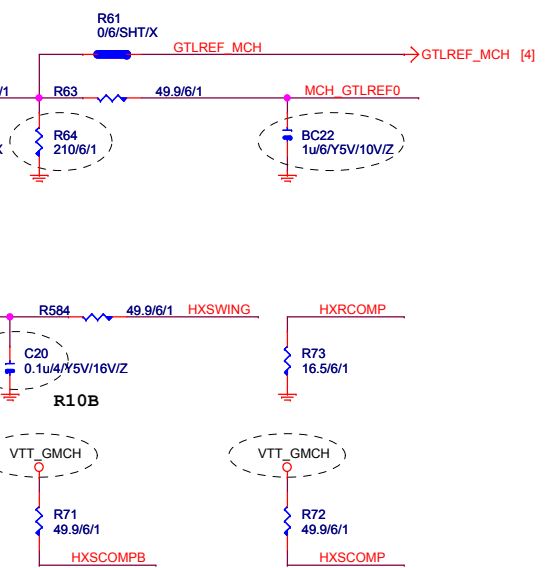 R61
0/6/SHT/X
GTLREF_MCH
GTLREF_MCH [4]
/1
R63
49.9/6/1
MCH_GTLREF0
R64
210/6/1
X
BC22
1u/6/Y5V/10V/Z
R584
49.9/6/1
HXSWING
HXRCOMP
C20
0.1u/4/Y5V/16V/Z
R73
16.5/6/1
R10B
VTT_GMCH
VTT_GMCH
R71
49.9/6/1
R72
49.9/6/1
HXSCOMPB
HXSCOMP